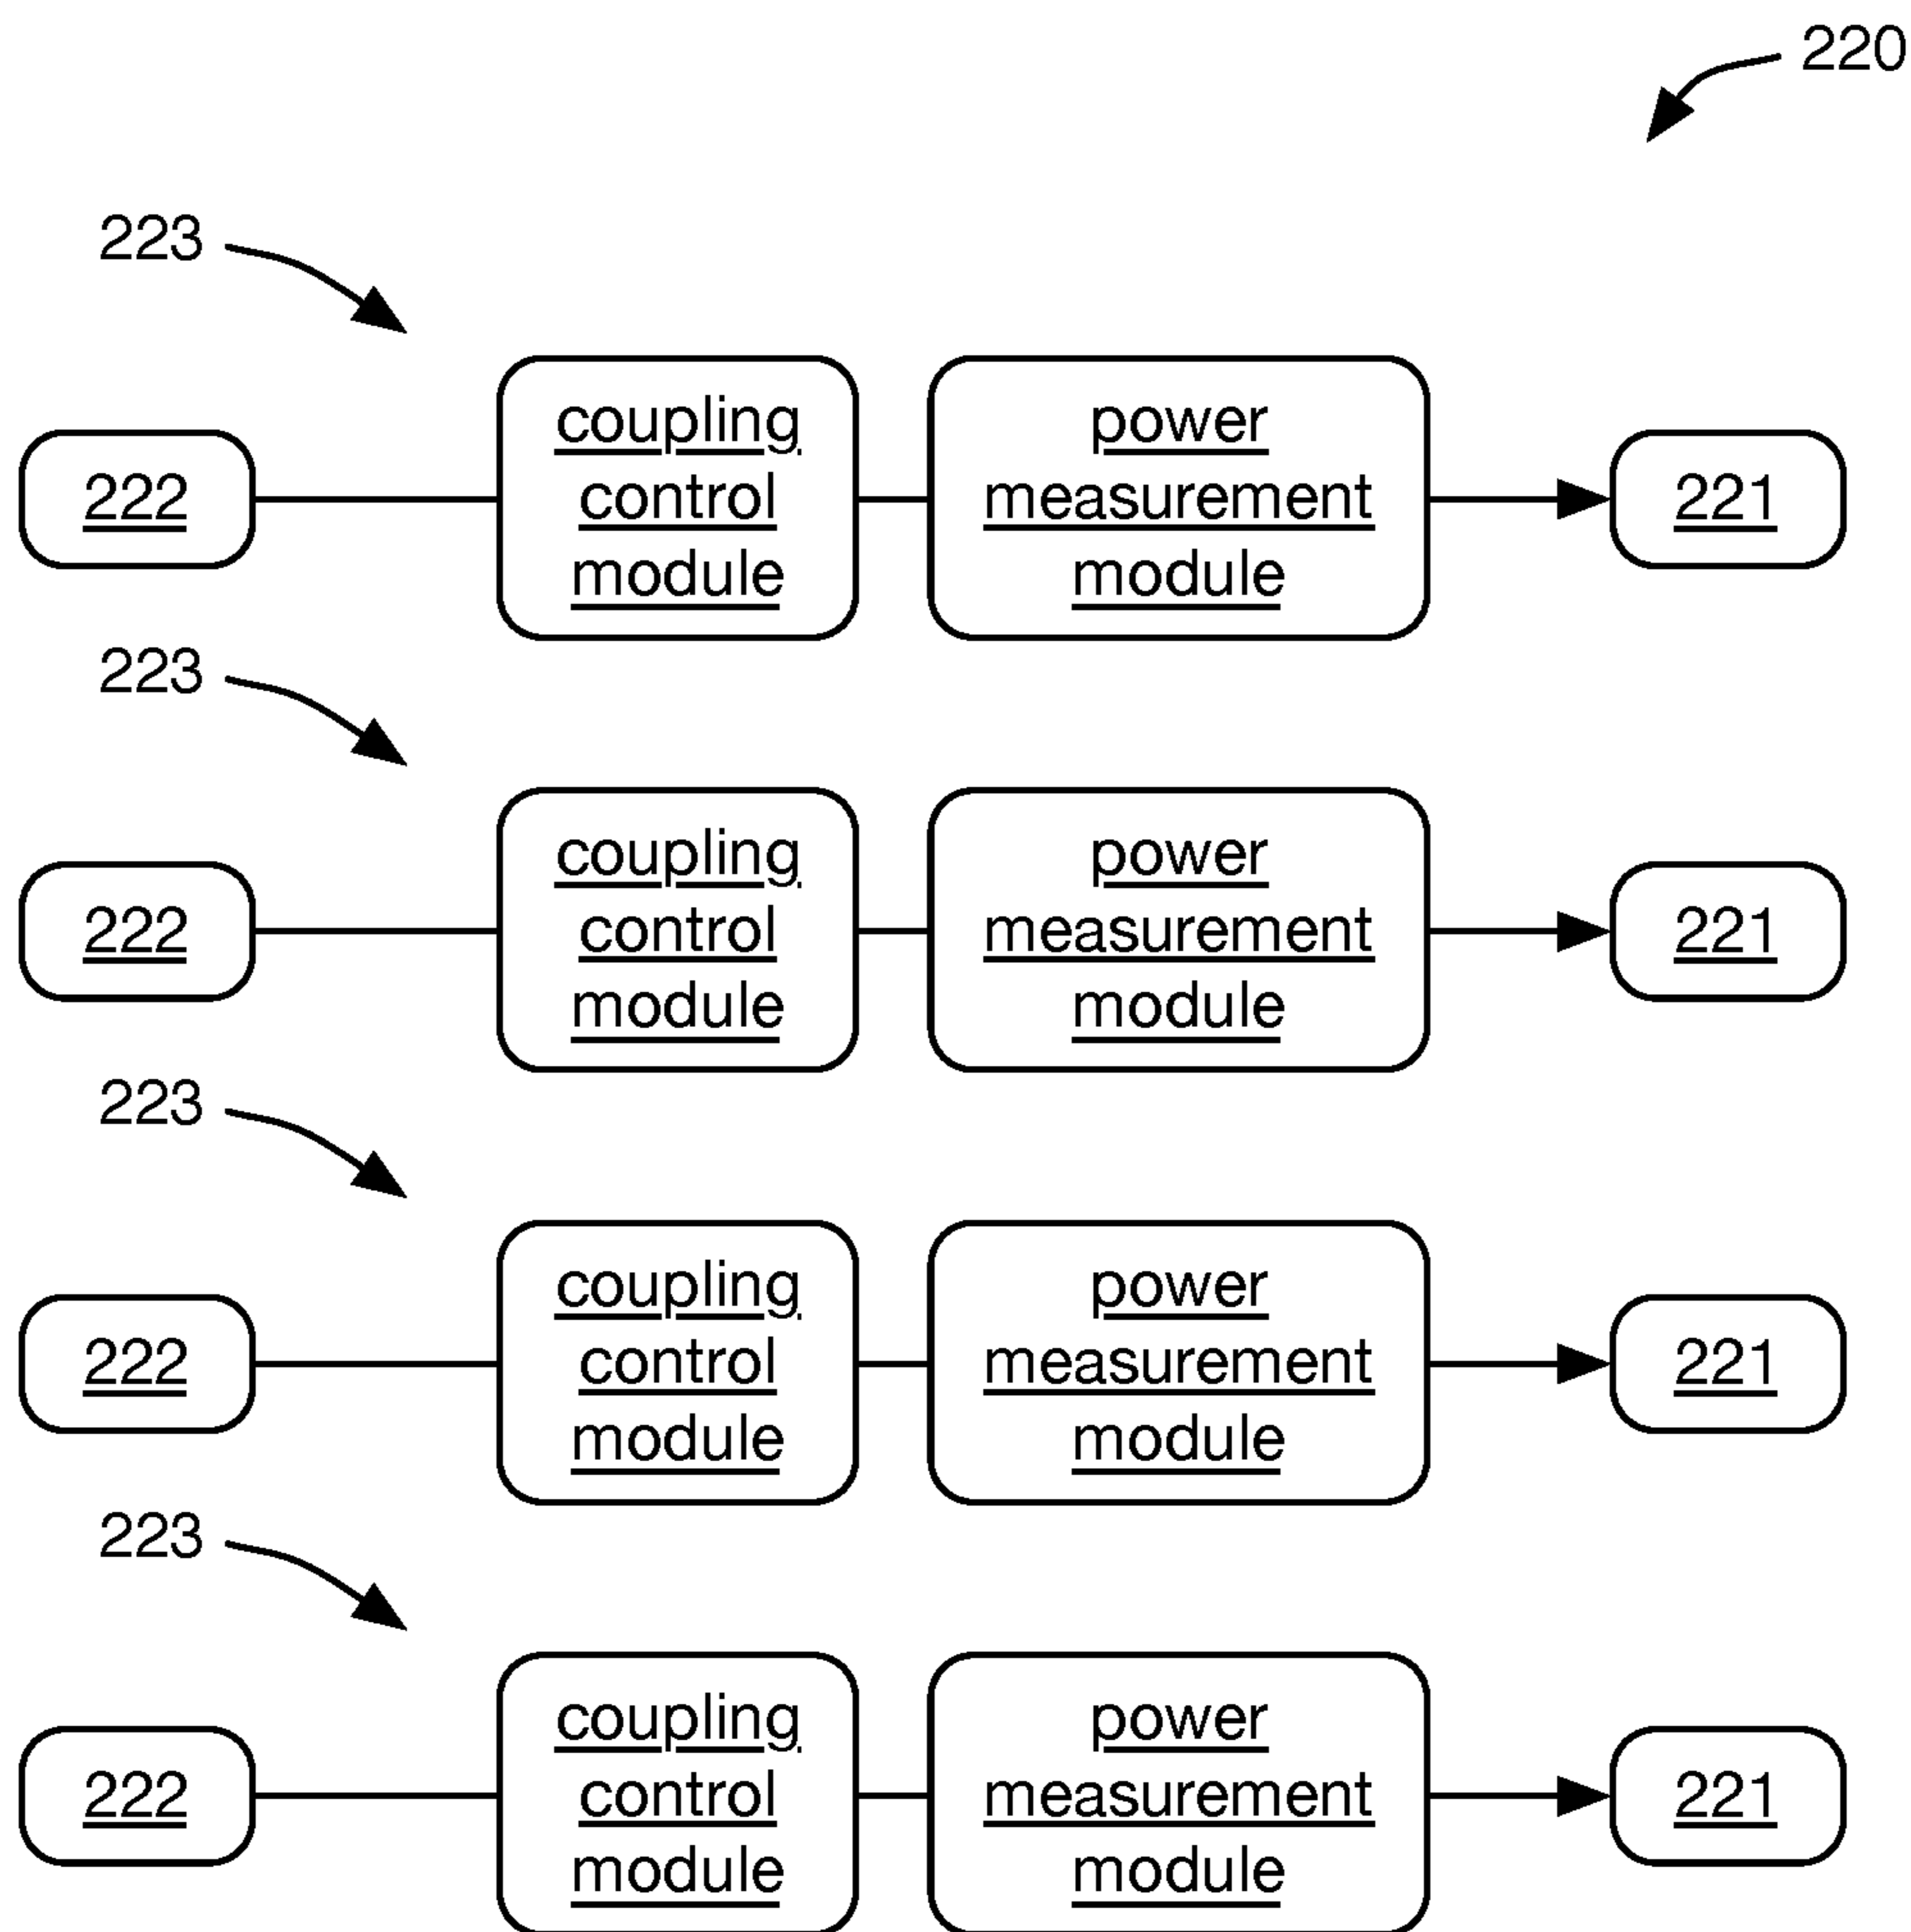 220
223
222
coupling
control
module
power
measurement
module
221
223
222
coupling
control
module
power
measurement
module
221
223
222
coupling
control
module
power
measurement
module
221
223
222
coupling
control
module
power
measurement
module
221